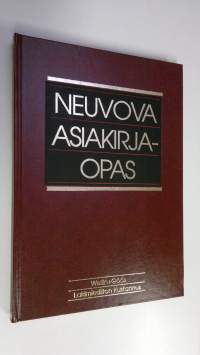 NEUVOVA
ASIAKIRJA-
OPAS
Weilin+Göös
Lakimiesliiton Kustannus